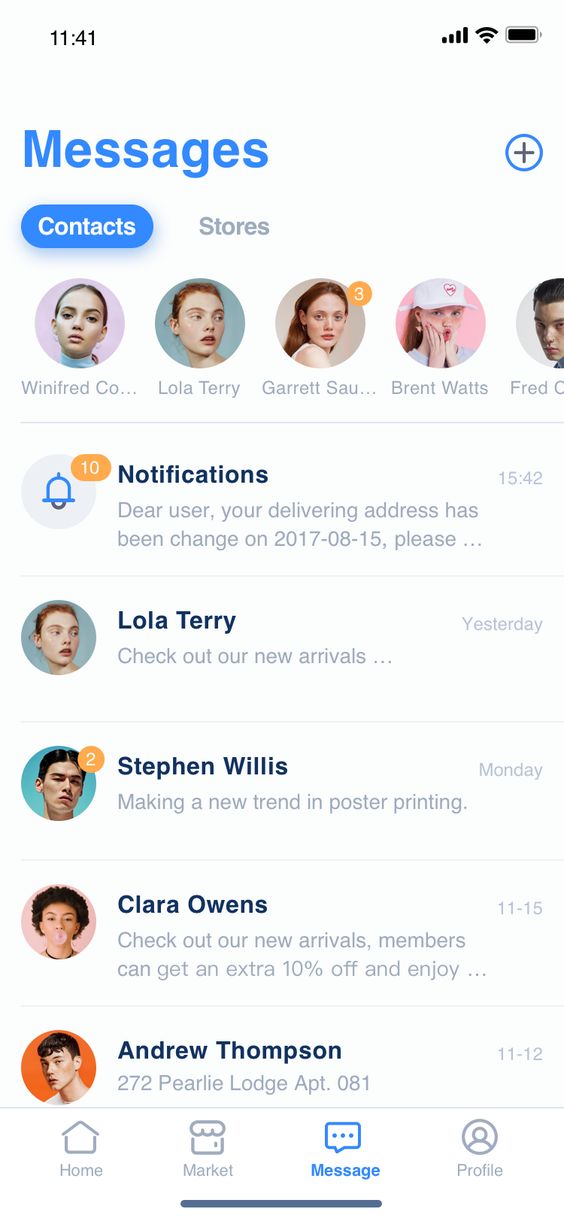 11:41
Messages
Contacts Stores
3
Winifred Co... Lola Terry Garrett Sau... Brent Watts Fred C
10
Notifications 15:42
Dear user, your delivering address has
been change on 2017-08-15, please ...
Lola Terry Yesterday
Check out our new arrivals ...
2
Stephen Willis Monday
Making a new trend in poster printing.
Clara Owens 11-15
Check out our new arrivals, members
can get an extra 10% off and enjoy ...
Andrew Thompson 11-12
272 Pearlie Lodge Apt. 081
Home Market Message Profile